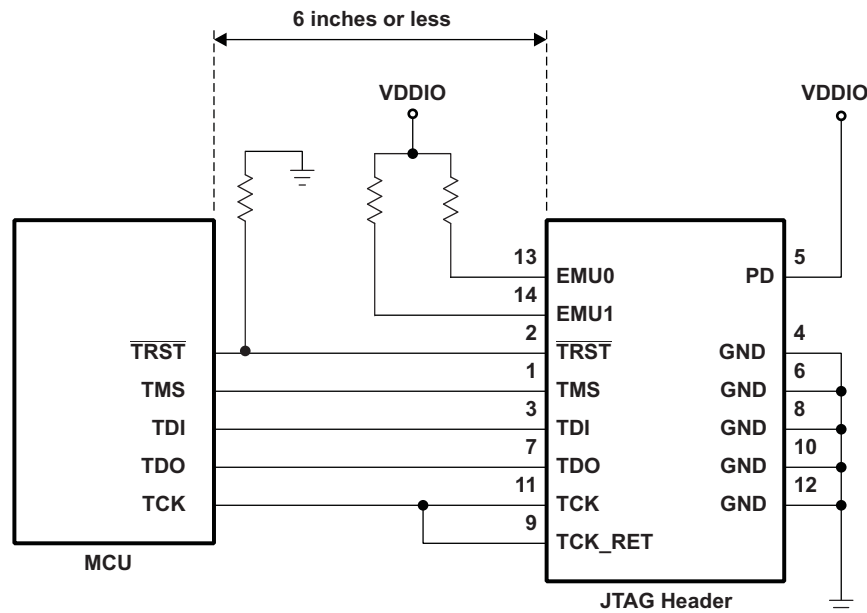 6 inches or less
VDDIO
VDDIO
13
EMU0
5
PD
14
EMU1
TRST
2
TRST
4
GND
TMS
1
TMS
6
GND
TDI
3
TDI
8
GND
TDO
7
TDO
10
GND
TCK
11
TCK
12
GND
9
TCK_RET
MCU
JTAG Header